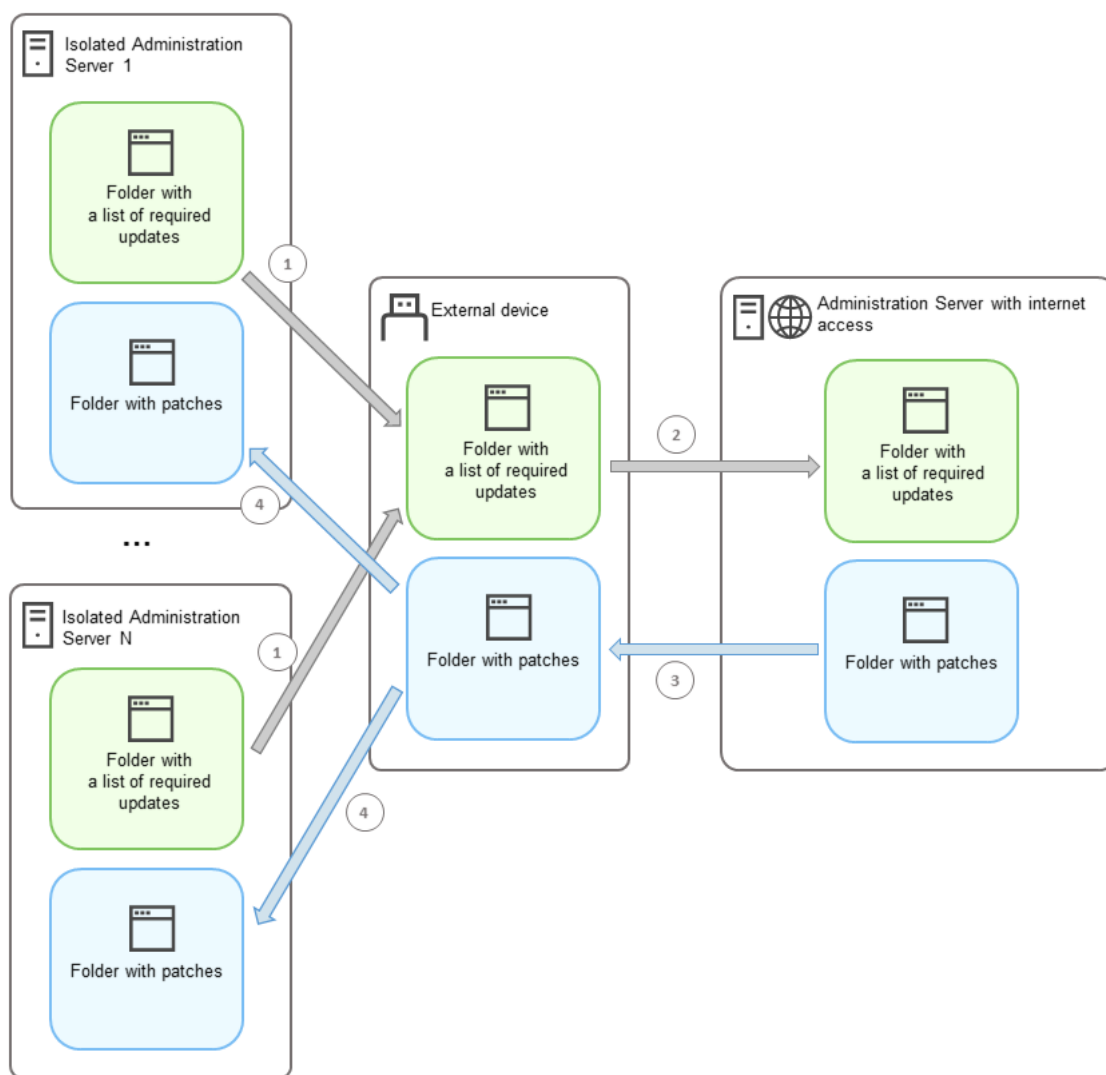 Isolated Administration
Server 1
Folder with
a list of required
updates
Folder with patches
1
4
...
Isolated Administration
Server N
Folder with
a list of required
updates
Folder with patches
1
4
External device
Folder with
a list of required
updates
Folder with patches
2
3
Administration Server with internet
access
Folder with
a list of required
updates
Folder with patches